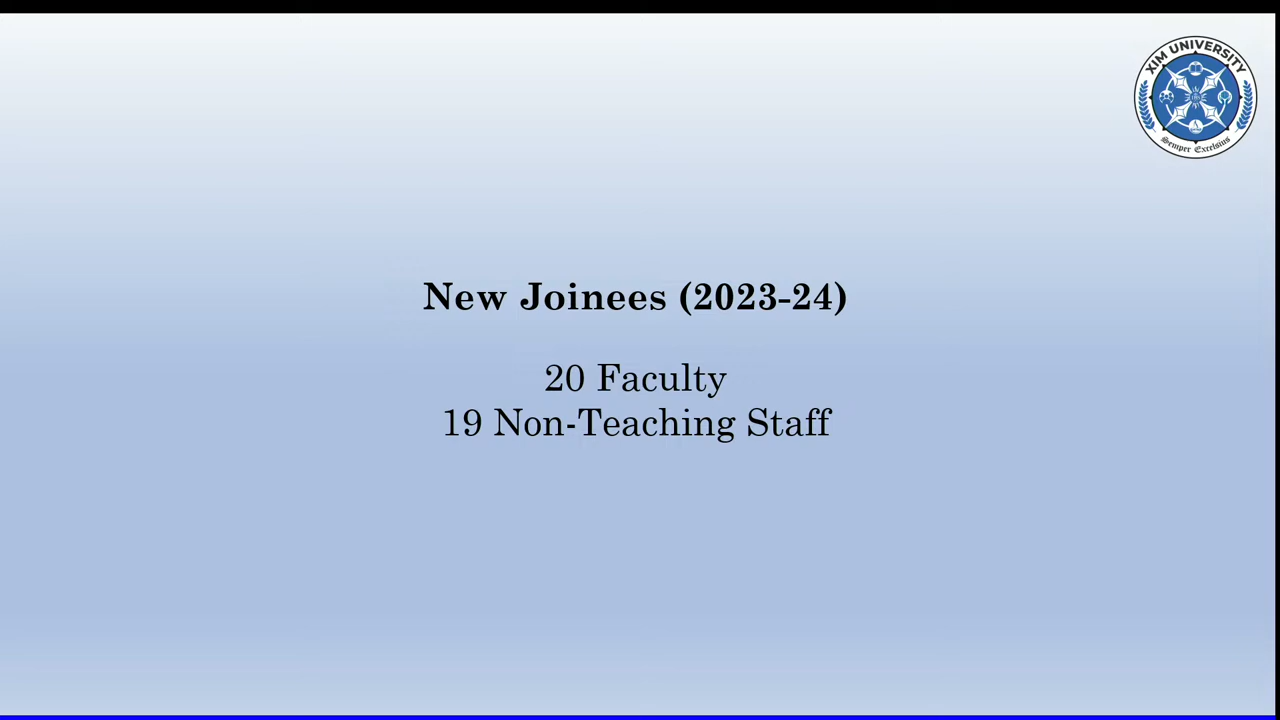 XIM UNIVERSITY
Semper Excelsius
New Joinees (2023-24)
20 Faculty
19 Non-Teaching Staff